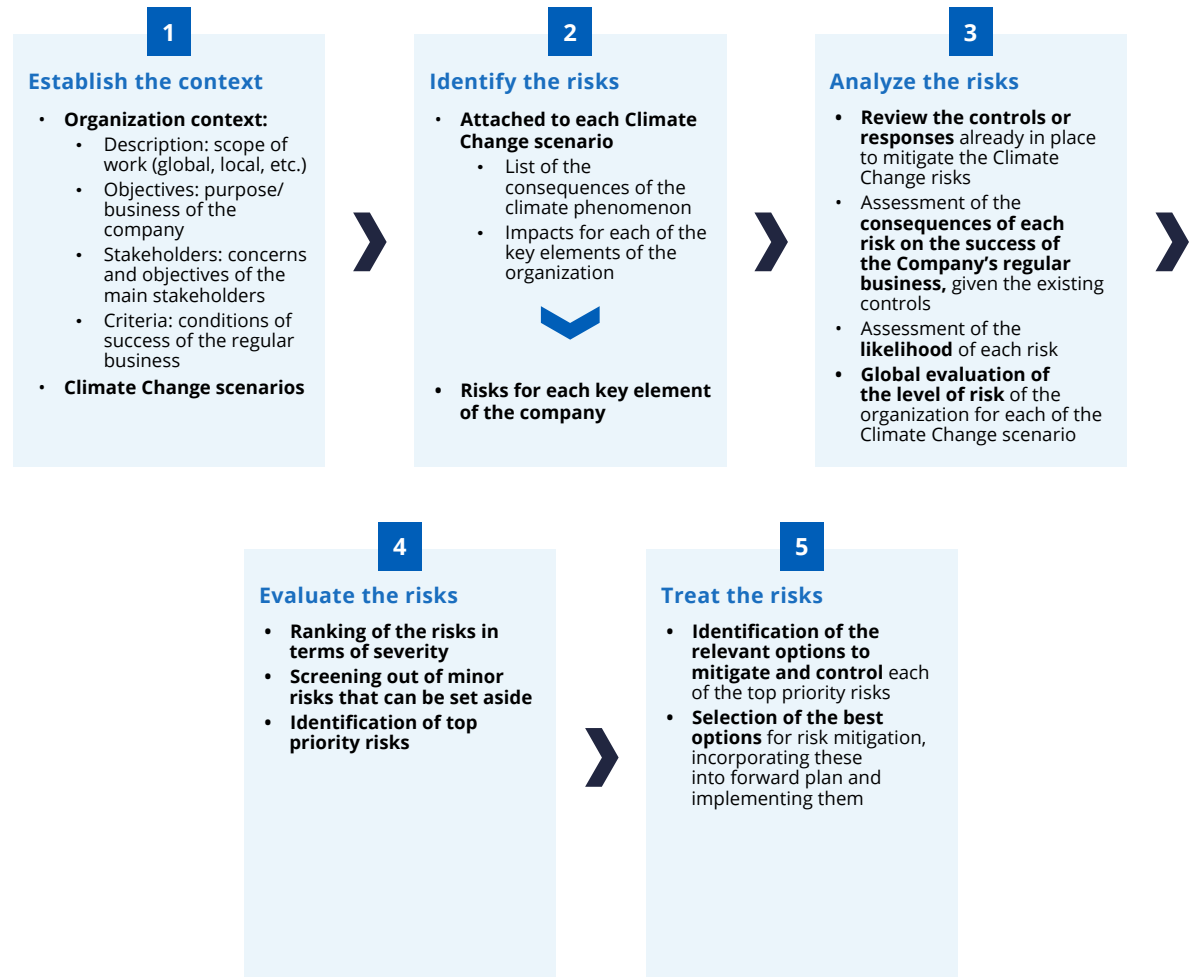 1
Establish the context
• Organization context:
• Description: scope of
work (global, local, etc.)
• Objectives: purpose/
business of the
company
• Stakeholders: concerns
and objectives of the
main stakeholders
• Criteria: conditions of
success of the regular
business
• Climate Change scenarios
2
Identify the risks
• Attached to each Climate
Change scenario
• List of the
consequences of the
climate phenomenon
• Impacts for each of the
key elements of the
organization
• Risks for each key element
of the company
3
Analyze the risks
• Review the controls or
responses already in place
to mitigate the Climate
Change risks
• Assessment of the
consequences of each
risk on the success of
the Company’s regular
business, given the existing
controls
• Assessment of the
likelihood of each risk
• Global evaluation of
the level of risk of the
organization for each of the
Climate Change scenario
4
Evaluate the risks
• Ranking of the risks in
terms of severity
• Screening out of minor
risks that can be set aside
• Identification of top
priority risks
5
Treat the risks
• Identification of the
relevant options to
mitigate and control each
of the top priority risks
• Selection of the best
options for risk mitigation,
incorporating these
into forward plan and
implementing them